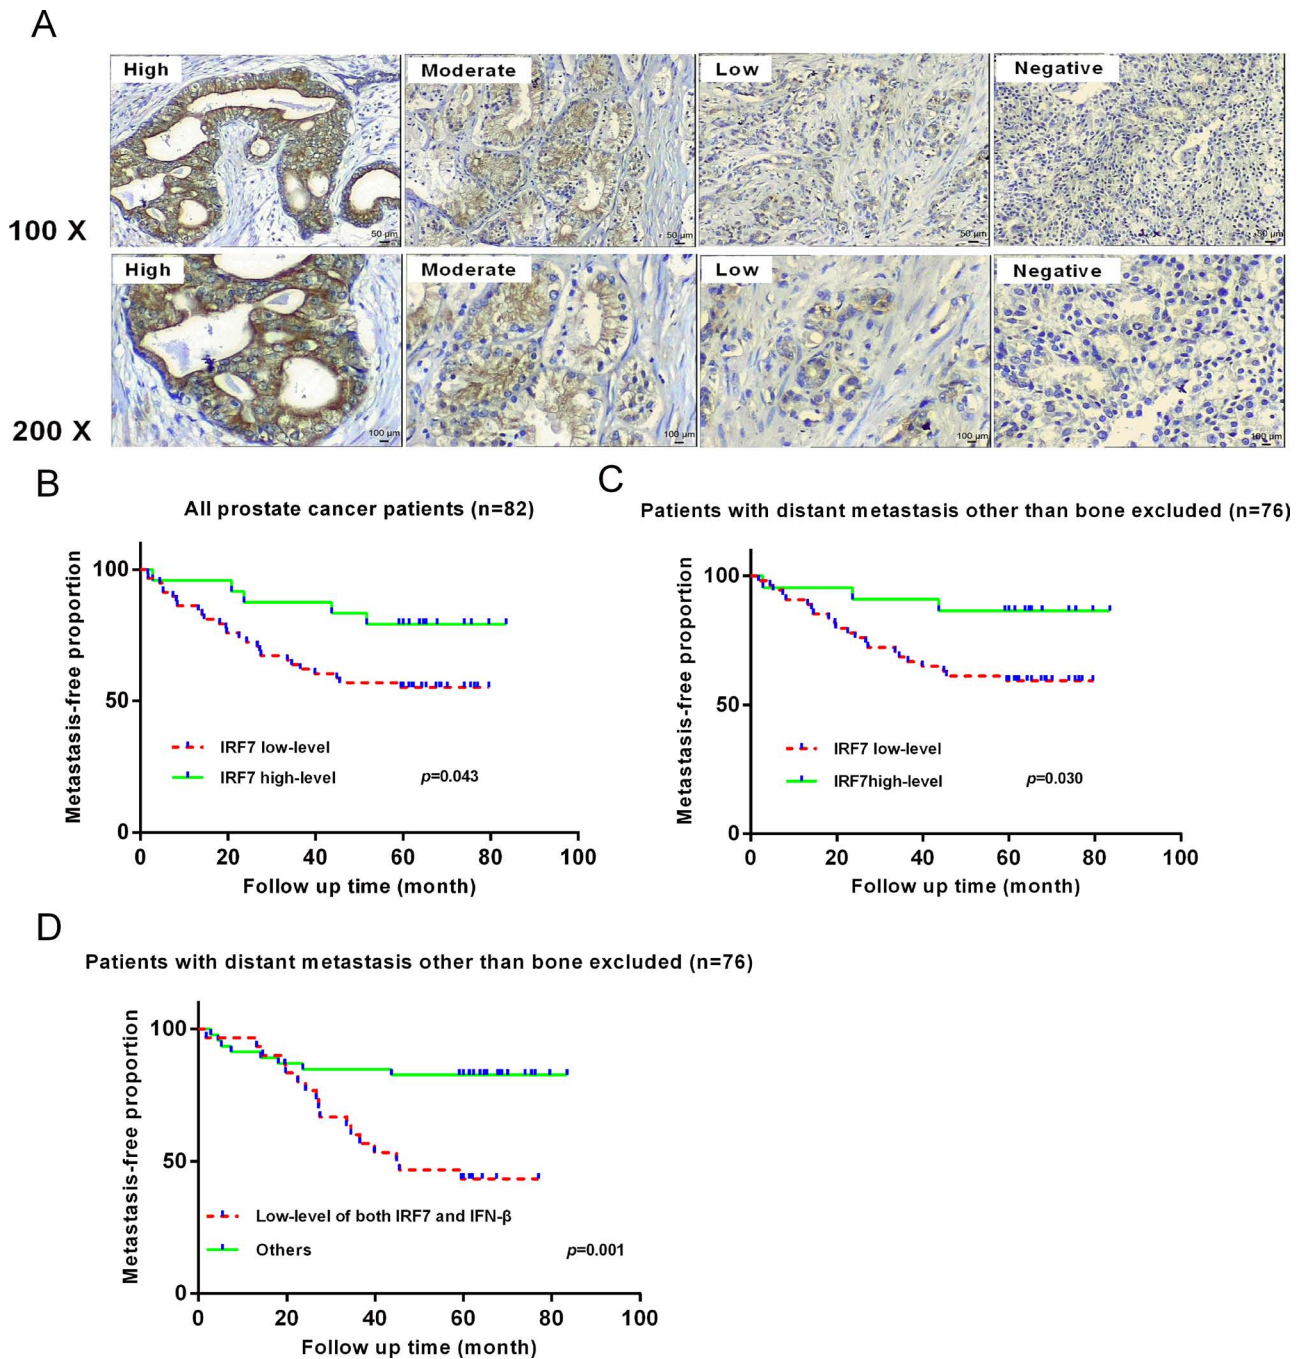 A
High Moderate Low Negative
100 X
50 µm 50 µm 50 µm 50 µm
High Moderate Low Negative
200 X
100 µm 100 µm 100 µm 100 µm
B
All prostate cancer patients (n=82)
Metastasis-free proportion
100
50
0
IRF7 low-level
IRF7 high-level
p=0.043
0 20 40 60 80 100
Follow up time (month)
C
Patients with distant metastasis other than bone excluded (n=76)
Metastasis-free proportion
100
50
0
IRF7 low-level
IRF7high-level
p=0.030
0 20 40 60 80 100
Follow up time (month)
D
Patients with distant metastasis other than bone excluded (n=76)
Metastasis-free proportion
100
50
0
Low-level of both IRF7 and IFN-β
Others
p=0.001
0 20 40 60 80 100
Follow up time (month)